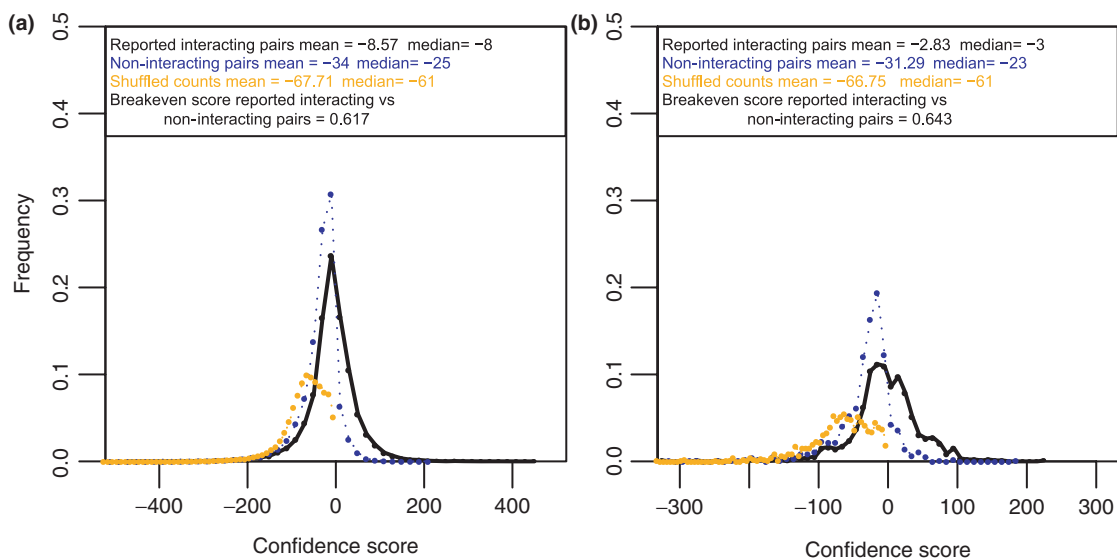 (a)
0.5
Reported interacting pairs mean = −8.57 median= −8
Non−interacting pairs mean = −34 median= −25
Shuffled counts mean = −67.71 median= −61
Breakeven score reported interacting vs
non−interacting pairs = 0.617
0.4
0.3
0.2
0.1
0.0
Frequency
−400 −200 0 200 400
Confidence score
(b)
0.5
Reported interacting pairs mean = −2.83 median= −3
Non−interacting pairs mean = −31.29 median= −23
Shuffled counts mean = −66.75 median= −61
Breakeven score reported interacting vs
non−interacting pairs = 0.643
0.4
0.3
0.2
0.1
0.0
−300 −100 0 100 200 300
Confidence score